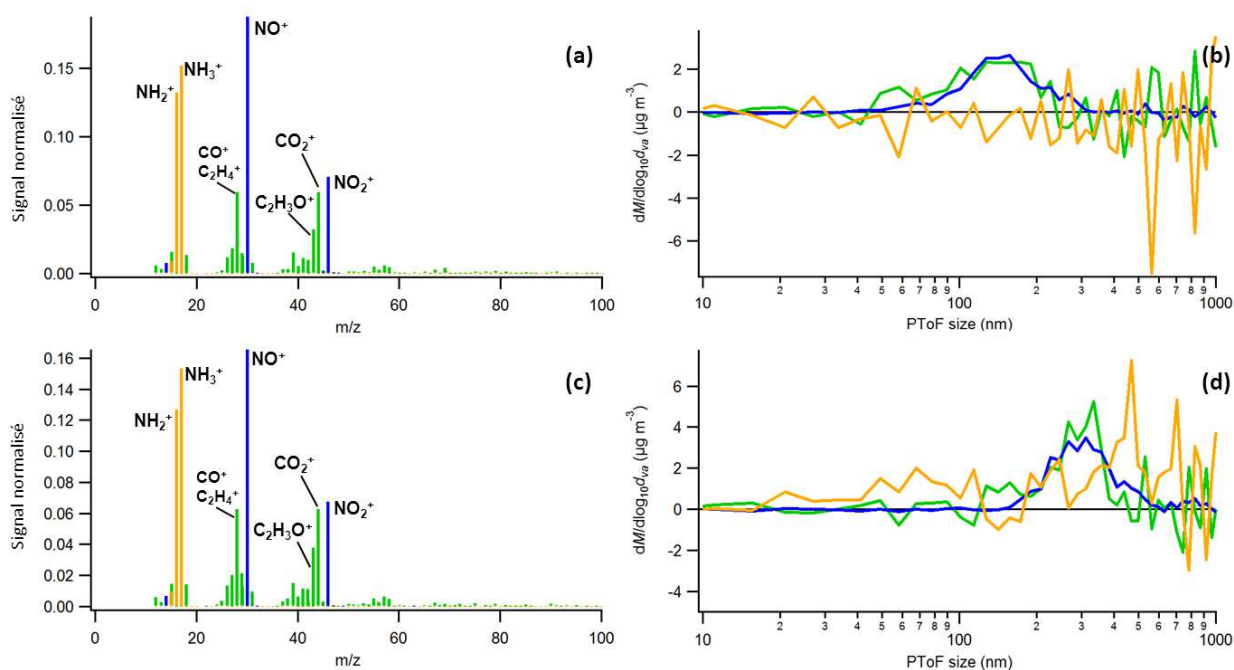 (a)
NO⁺
NH₃⁺
NH₂⁺
CO⁺
C₂H₄⁺
CO₂⁺
C₂H₃O⁺
NO₂⁺
Signal normalisé
0.15
0.10
0.05
0.00
0 20 40 60 80 100
m/z
(b)
dM/dlog₁₀dva (µg m⁻³)
2
0
-2
-4
-6
10 2 3 4 5 6 7 8 9 100 2 3 4 5 6 7 8 9 1000
PToF size (nm)
(c)
NO⁺
NH₃⁺
NH₂⁺
CO⁺
C₂H₄⁺
CO₂⁺
C₂H₃O⁺
NO₂⁺
Signal normalisé
0.16
0.14
0.12
0.10
0.08
0.06
0.04
0.02
0.00
0 20 40 60 80 100
m/z
(d)
dM/dlog₁₀dva (µg m⁻³)
6
4
2
0
-2
-4
10 2 3 4 5 6 7 8 9 100 2 3 4 5 6 7 8 9 1000
PToF size (nm)